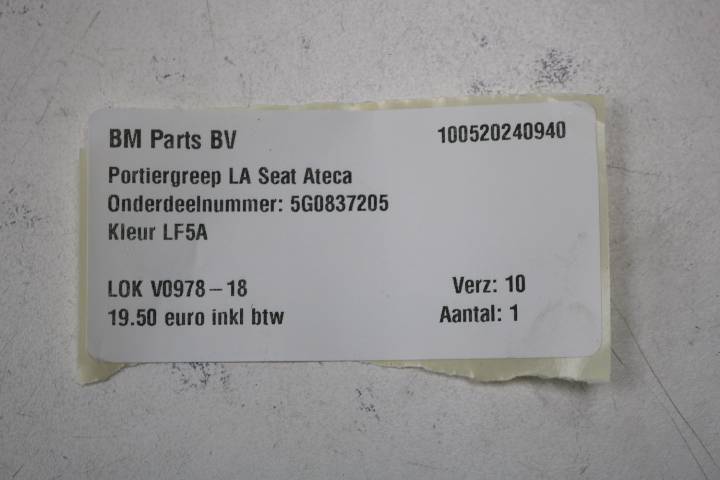 BM Parts BV 100520240940
Portiergreep LA Seat Ateca
Onderdeelnummer: 5G0837205
Kleur LF5A
LOK V0978-18 Verz: 10
19.50 euro inkl btw Aantal: 1